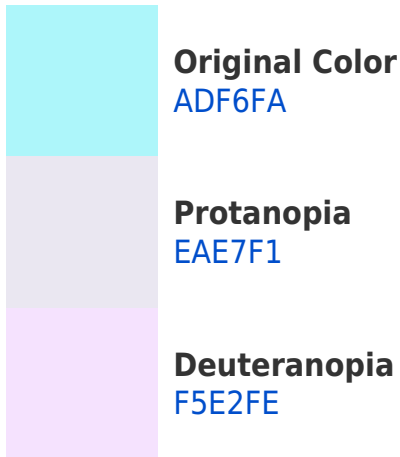 Original Color
ADF6FA
Protanopia
EAE7F1
Deuteranopia
F5E2FE